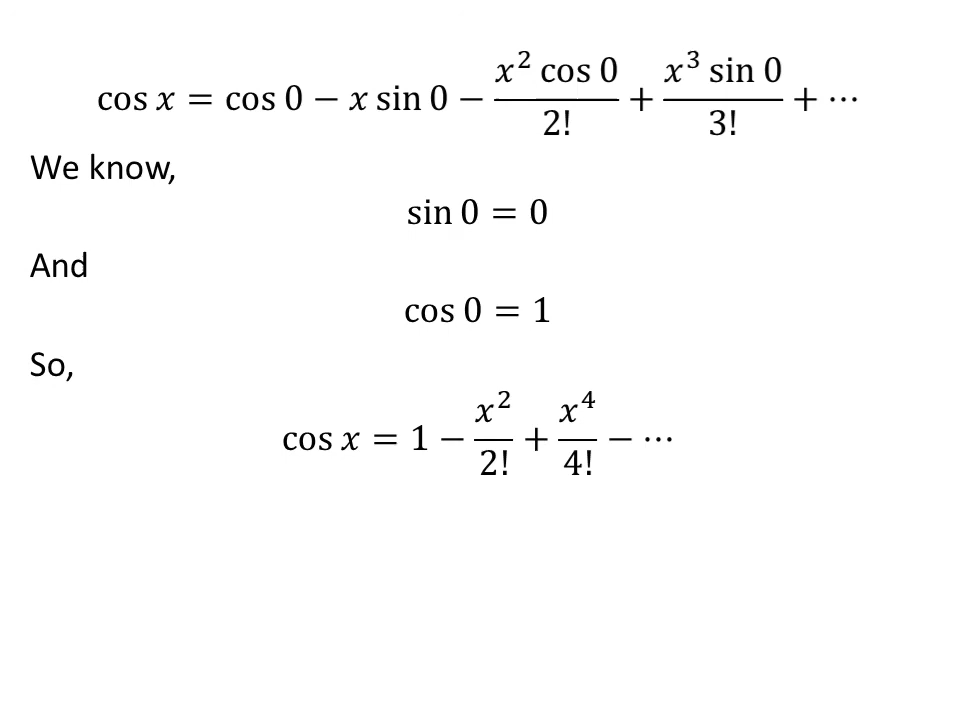 cos 𝑥 = cos 0 − 𝑥 sin 0 − 𝑥² cos 0 / 2! + 𝑥³ sin 0 / 3! + ⋯
We know,
sin 0 = 0
And
cos 0 = 1
So,
cos 𝑥 = 1 − 𝑥² / 2! + 𝑥⁴ / 4! − ⋯